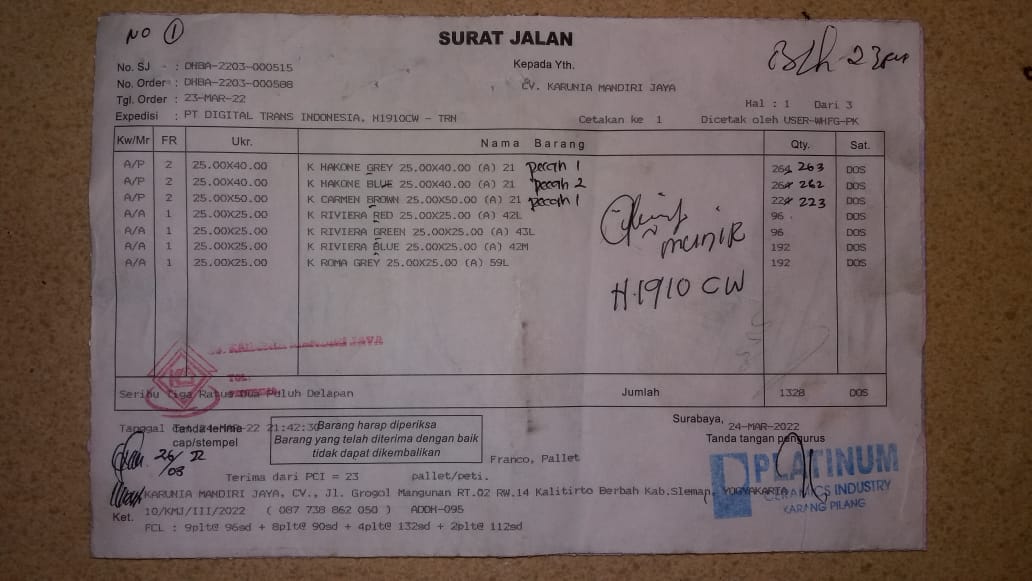 NO 1
SURAT JALAN
No. SJ : DHBA-2203-000515
Kepada Yth.
No. Order : DHBA-2203-000588
CV. KARUNIA MANDIRI JAYA
Tgl. Order : 23-MAR-22
Hal : 1 Dari 3
Expedisi : PT DIGITAL TRANS INDONESIA, H1910CW - TRN
Cetakan ke 1 Dicetak oleh USER-WHFG-PK
Kw/Mr FR Ukr. Nama Barang Qty. Sat.
A/P 2 25.00X40.00 K HAKONE GREY 25.00X40.00 (A) 21 pecah 1 264 263 DOS
A/P 2 25.00X40.00 K HAKONE BLUE 25.00X40.00 (A) 21 pecah 2 264 262 DOS
A/P 2 25.00X50.00 K CARMEN BROWN 25.00X50.00 (A) 21 pecah 1 224 223 DOS
A/A 1 25.00X25.00 K RIVIERA RED 25.00X25.00 (A) 42L 96 DOS
A/A 1 25.00X25.00 K RIVIERA GREEN 25.00X25.00 (A) 43L 96 DOS
A/A 1 25.00X25.00 K RIVIERA BLUE 25.00X25.00 (A) 42M 192 DOS
A/A 1 25.00X25.00 K ROMA GREY 25.00X25.00 (A) 59L 192 DOS
MUNIR
H.1910 CW
KARUNIA MANDIRI JAYA
TGL:
Seribu Tiga Ratus Dua Puluh Delapan Jumlah 1328 DOS
Tanggal 24-MAR-22 21:42:30
Tanda terima
cap/stempel
Barang harap diperiksa
Barang yang telah diterima dengan baik
tidak dapat dikembalikan
Surabaya, 24-MAR-2022
Tanda tangan pengurus
26/03 22
Franco, Pallet
Terima dari PCI = 23 pallet/peti.
PLATINUM
CERAMICS INDUSTRY
KARANG PILANG
KARUNIA MANDIRI JAYA, CV., Jl. Grogol Mangunan RT.02 RW.14 Kalitirto Berbah Kab.Sleman, YOGYAKARTA
Ket. 10/KMJ/III/2022 ( 087 738 862 050 ) ADDH-095
FCL : 9plt@ 96sd + 8plt@ 90sd + 4plt@ 132sd + 2plt@ 112sd